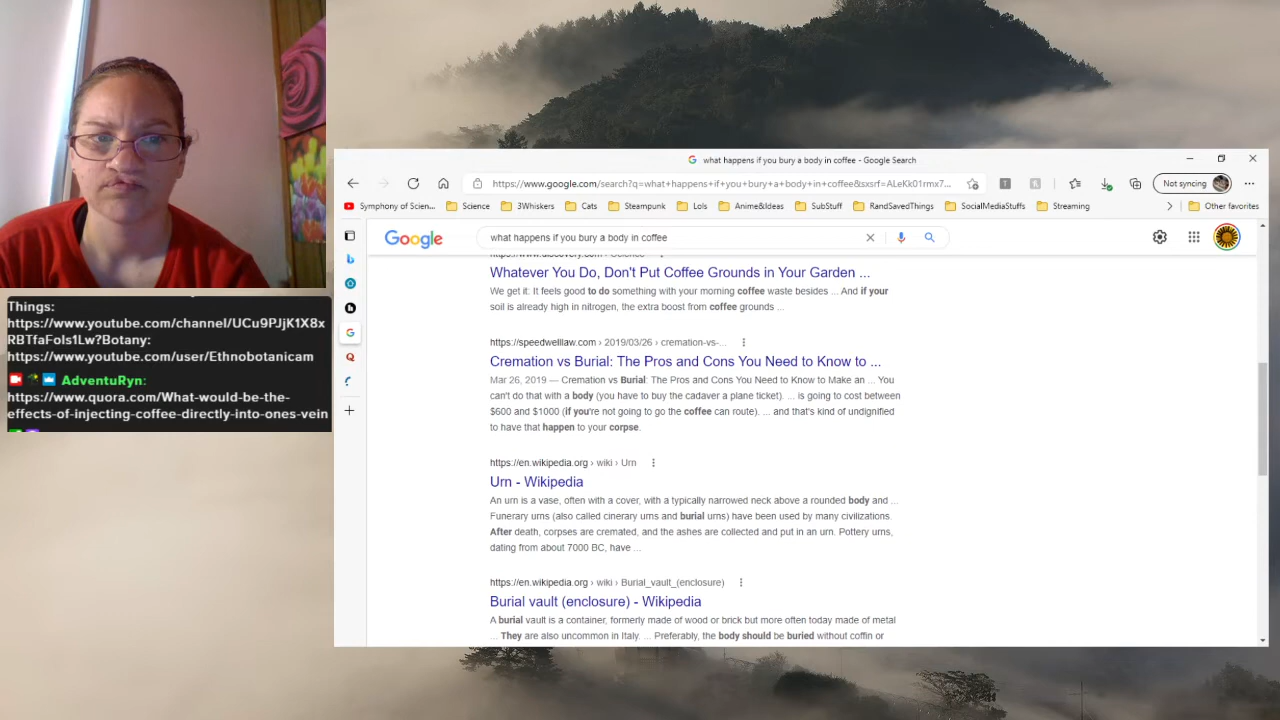 Things:
https://www.youtube.com/channel/UCu9PJjK1X8x
RBTfaFoIs1Lw?Botany:
https://www.youtube.com/user/Ethnobotanicam
AdventuRyn:
https://www.quora.com/What-would-be-the-
effects-of-injecting-coffee-directly-into-ones-vein
what happens if you bury a body in coffee - Google Search
https://www.google.com/search?q=what+happens+if+you+bury+a+body+in+coffee&sxsrf=ALeKk01rmx7...
Not syncing
Symphony of Scien... Science 3Whiskers Cats Steampunk Lols Anime&Ideas SubStuff RandSavedThings SocialMediaStuffs Streaming Other favorites
Google what happens if you bury a body in coffee
https://www.discovery.com › Science
Whatever You Do, Don't Put Coffee Grounds in Your Garden ...
We get it: It feels good to do something with your morning coffee waste besides ... And if your
soil is already high in nitrogen, the extra boost from coffee grounds ...
https://speedwelllaw.com › 2019/03/26 › cremation-vs-...
Cremation vs Burial: The Pros and Cons You Need to Know to ...
Mar 26, 2019 — Cremation vs Burial: The Pros and Cons You Need to Know to Make an ... You
can't do that with a body (you have to buy the cadaver a plane ticket). ... is going to cost between
$600 and $1000 (if you're not going to go the coffee can route). ... and that's kind of undignified
to have that happen to your corpse.
https://en.wikipedia.org › wiki › Urn
Urn - Wikipedia
An urn is a vase, often with a cover, with a typically narrowed neck above a rounded body and ...
Funerary urns (also called cinerary urns and burial urns) have been used by many civilizations.
After death, corpses are cremated, and the ashes are collected and put in an urn. Pottery urns,
dating from about 7000 BC, have ...
https://en.wikipedia.org › wiki › Burial_vault_(enclosure)
Burial vault (enclosure) - Wikipedia
A burial vault is a container, formerly made of wood or brick but more often today made of metal
... They are also uncommon in Italy. ... Preferably, the body should be buried without coffin or